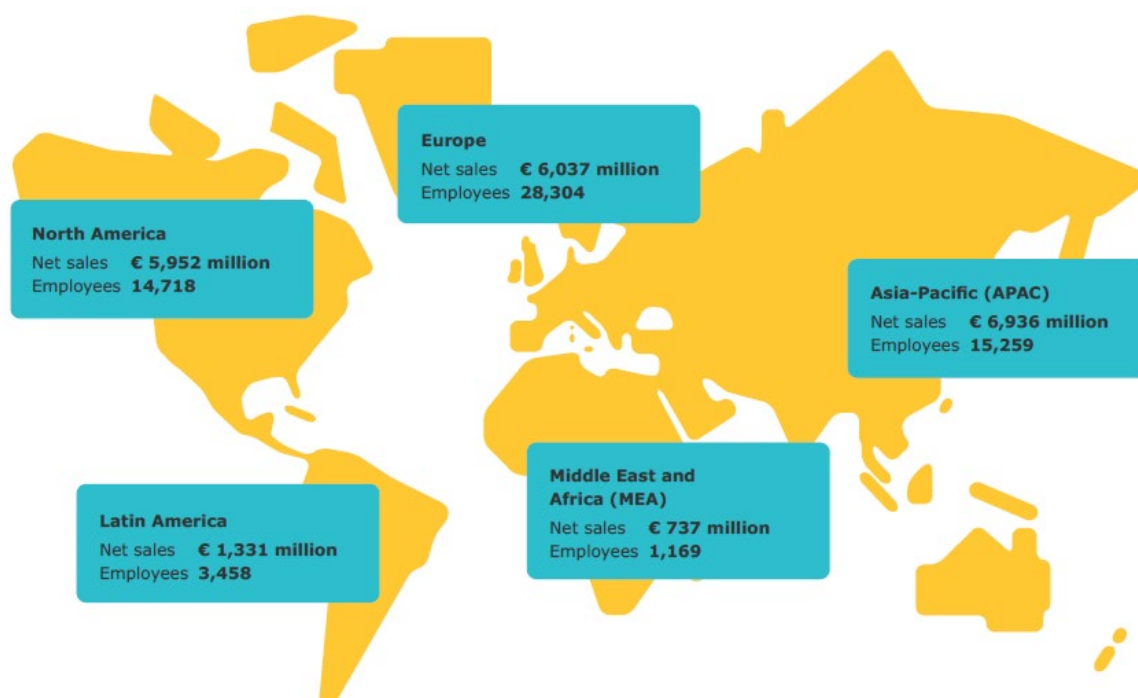 Europe
Net sales € 6,037 million
Employees 28,304
North America
Net sales € 5,952 million
Employees 14,718
Asia-Pacific (APAC)
Net sales € 6,936 million
Employees 15,259
Middle East and
Africa (MEA)
Net sales € 737 million
Employees 1,169
Latin America
Net sales € 1,331 million
Employees 3,458